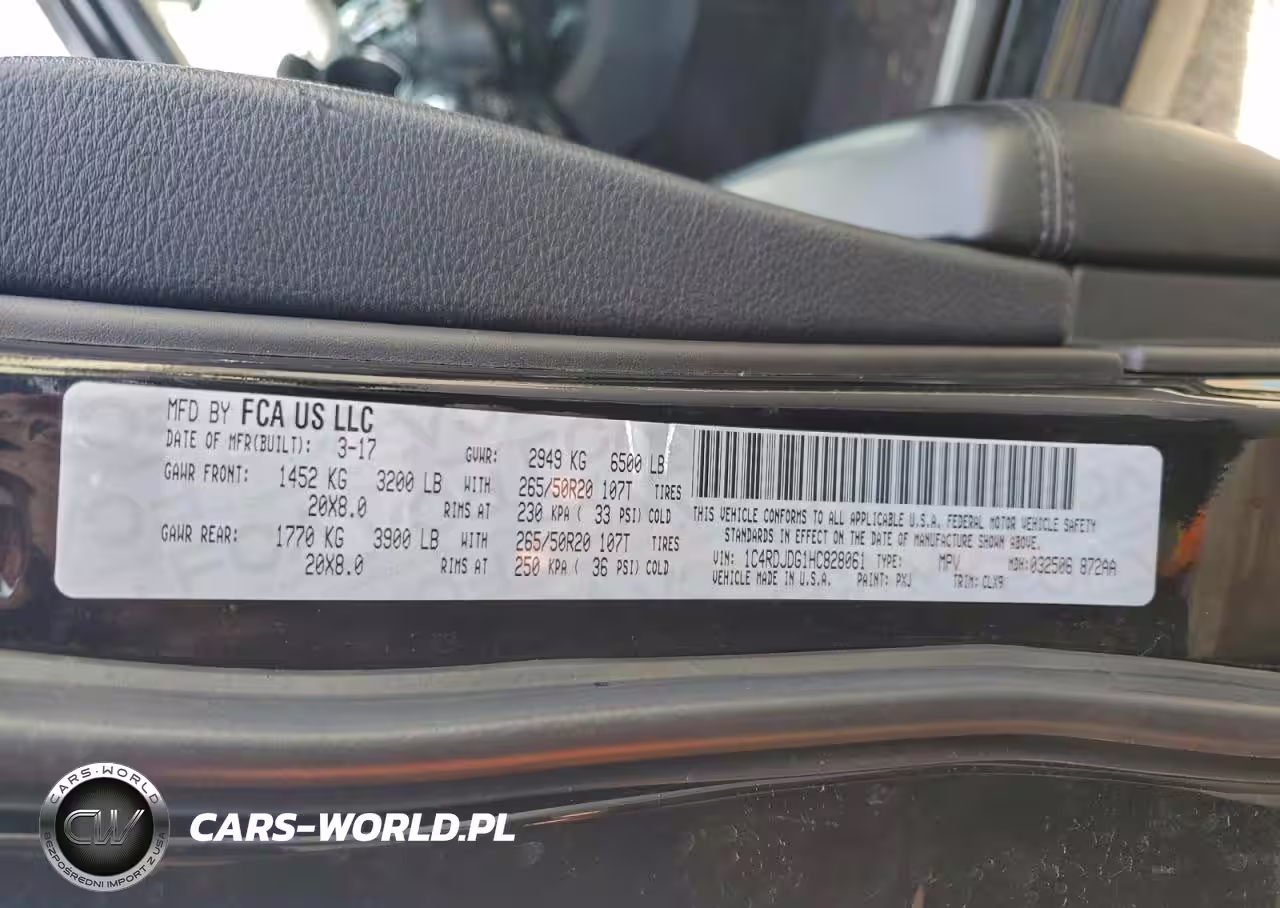 MFD BY FCA US LLC
DATE OF MFR(BUILT): 3-17 GVWR: 2949 KG 6500 LB
GAWR FRONT: 1452 KG 3200 LB WITH 265/50R20 107T TIRES
20X8.0 RIMS AT 230 KPA ( 33 PSI) COLD
GAWR REAR: 1770 KG 3900 LB WITH 265/50R20 107T TIRES
20X8.0 RIMS AT 250 KPA ( 36 PSI) COLD
THIS VEHICLE CONFORMS TO ALL APPLICABLE U.S.A. FEDERAL MOTOR VEHICLE SAFETY
STANDARDS IN EFFECT ON THE DATE OF MANUFACTURE SHOWN ABOVE.
VIN: 1C4RDJDG1HC828061 TYPE: MPV MDH:032506 872AA
VEHICLE MADE IN U.S.A. PAINT: PXJ TRIM: CLX9
CARS-WORLD
CW
BEZPOŚREDNI IMPORT Z USA
CARS-WORLD.PL